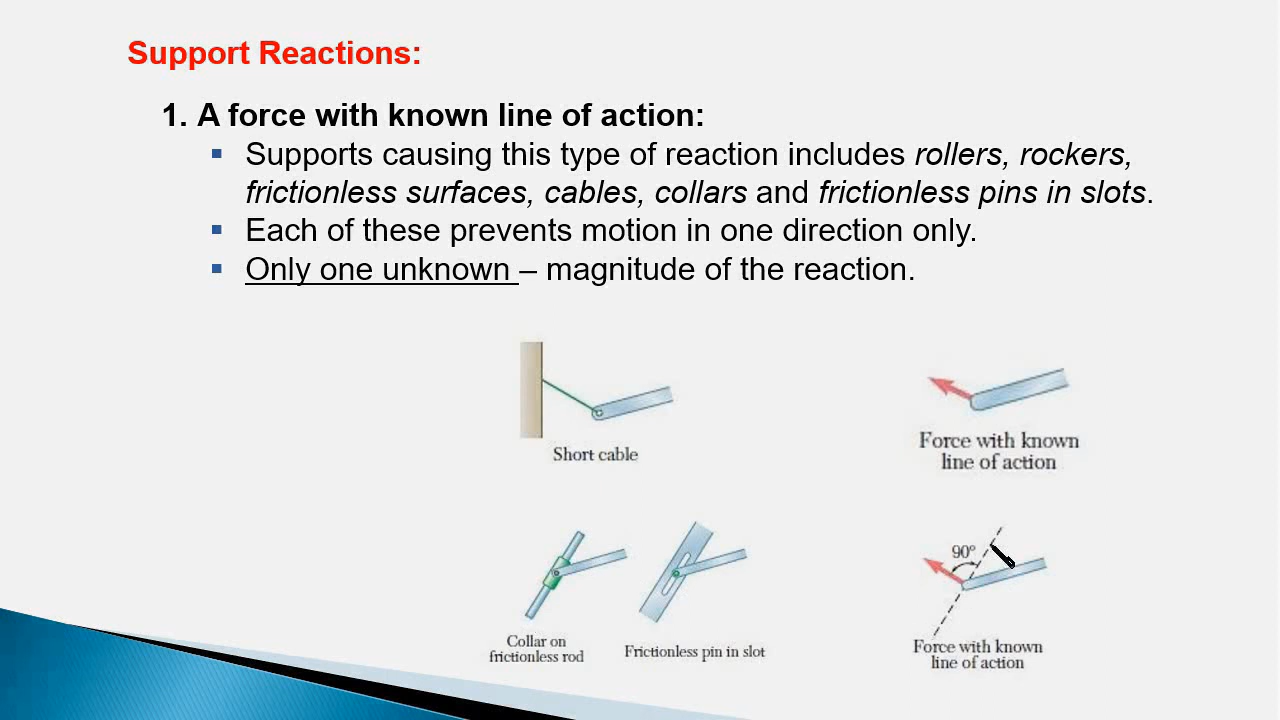 Support Reactions:
1. A force with known line of action:
▪ Supports causing this type of reaction includes rollers, rockers,
frictionless surfaces, cables, collars and frictionless pins in slots.
▪ Each of these prevents motion in one direction only.
▪ Only one unknown – magnitude of the reaction.
Short cable
Force with known
line of action
90°
Collar on
frictionless rod
Frictionless pin in slot
Force with known
line of action